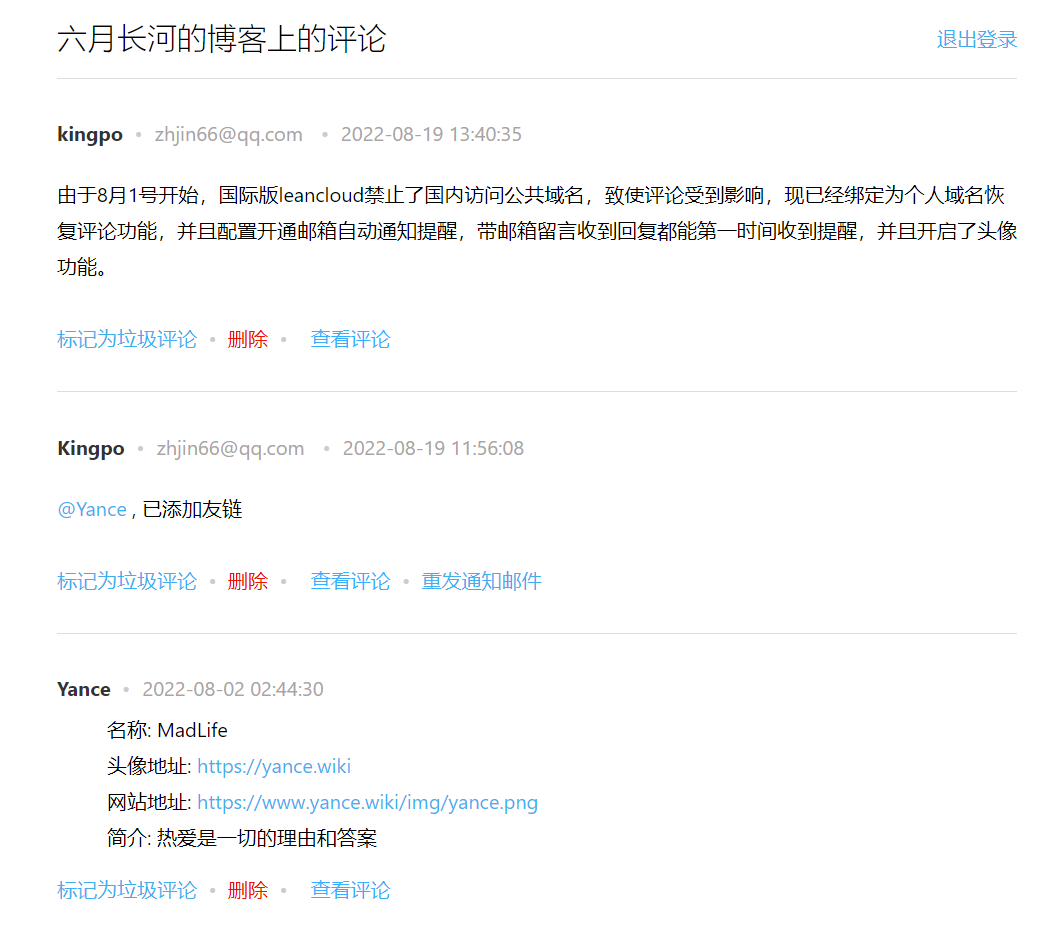 六月长河的博客上的评论
退出登录
kingpo • zhjin66@qq.com • 2022-08-19 13:40:35
由于8月1号开始，国际版leancloud禁止了国内访问公共域名，致使评论受到影响，现已经绑定为个人域名恢
复评论功能，并且配置开通邮箱自动通知提醒，带邮箱留言收到回复都能第一时间收到提醒，并且开启了头像
功能。
标记为垃圾评论 • 删除 • 查看评论
Kingpo • zhjin66@qq.com • 2022-08-19 11:56:08
@Yance , 已添加友链
标记为垃圾评论 • 删除 • 查看评论 • 重发通知邮件
Yance • 2022-08-02 02:44:30
名称: MadLife
头像地址: https://yance.wiki
网站地址: https://www.yance.wiki/img/yance.png
简介: 热爱是一切的理由和答案
标记为垃圾评论 • 删除 • 查看评论